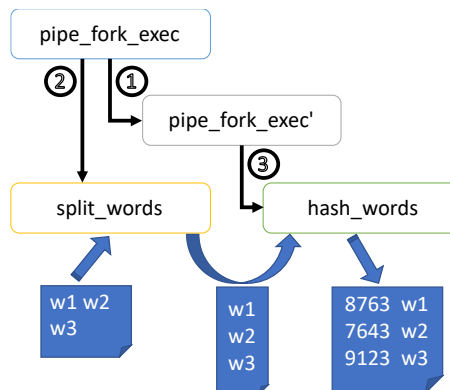 pipe_fork_exec
② ①
pipe_fork_exec'
③
split_words
hash_words
w1 w2
w3
w1
w2
w3
8763 w1
7643 w2
9123 w3